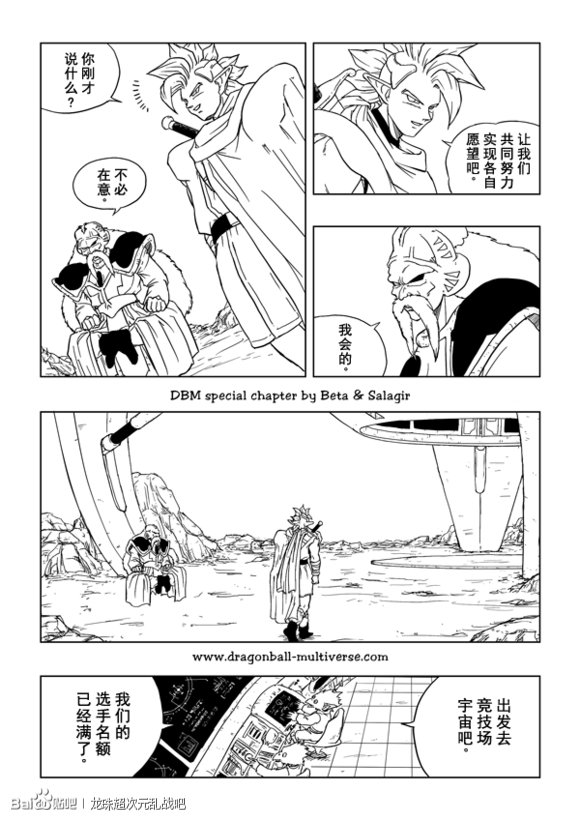 你刚才
说什么？
不必
在意。
让我们
共同努力
实现各自
愿望吧。
我会的。
DBM special chapter by Beta & Salagir
www.dragonball-multiverse.com
我们的
选手名额
已经满了。
出发去
竞技场
宇宙吧。
Bai du 贴吧 | 龙珠超次元乱战吧